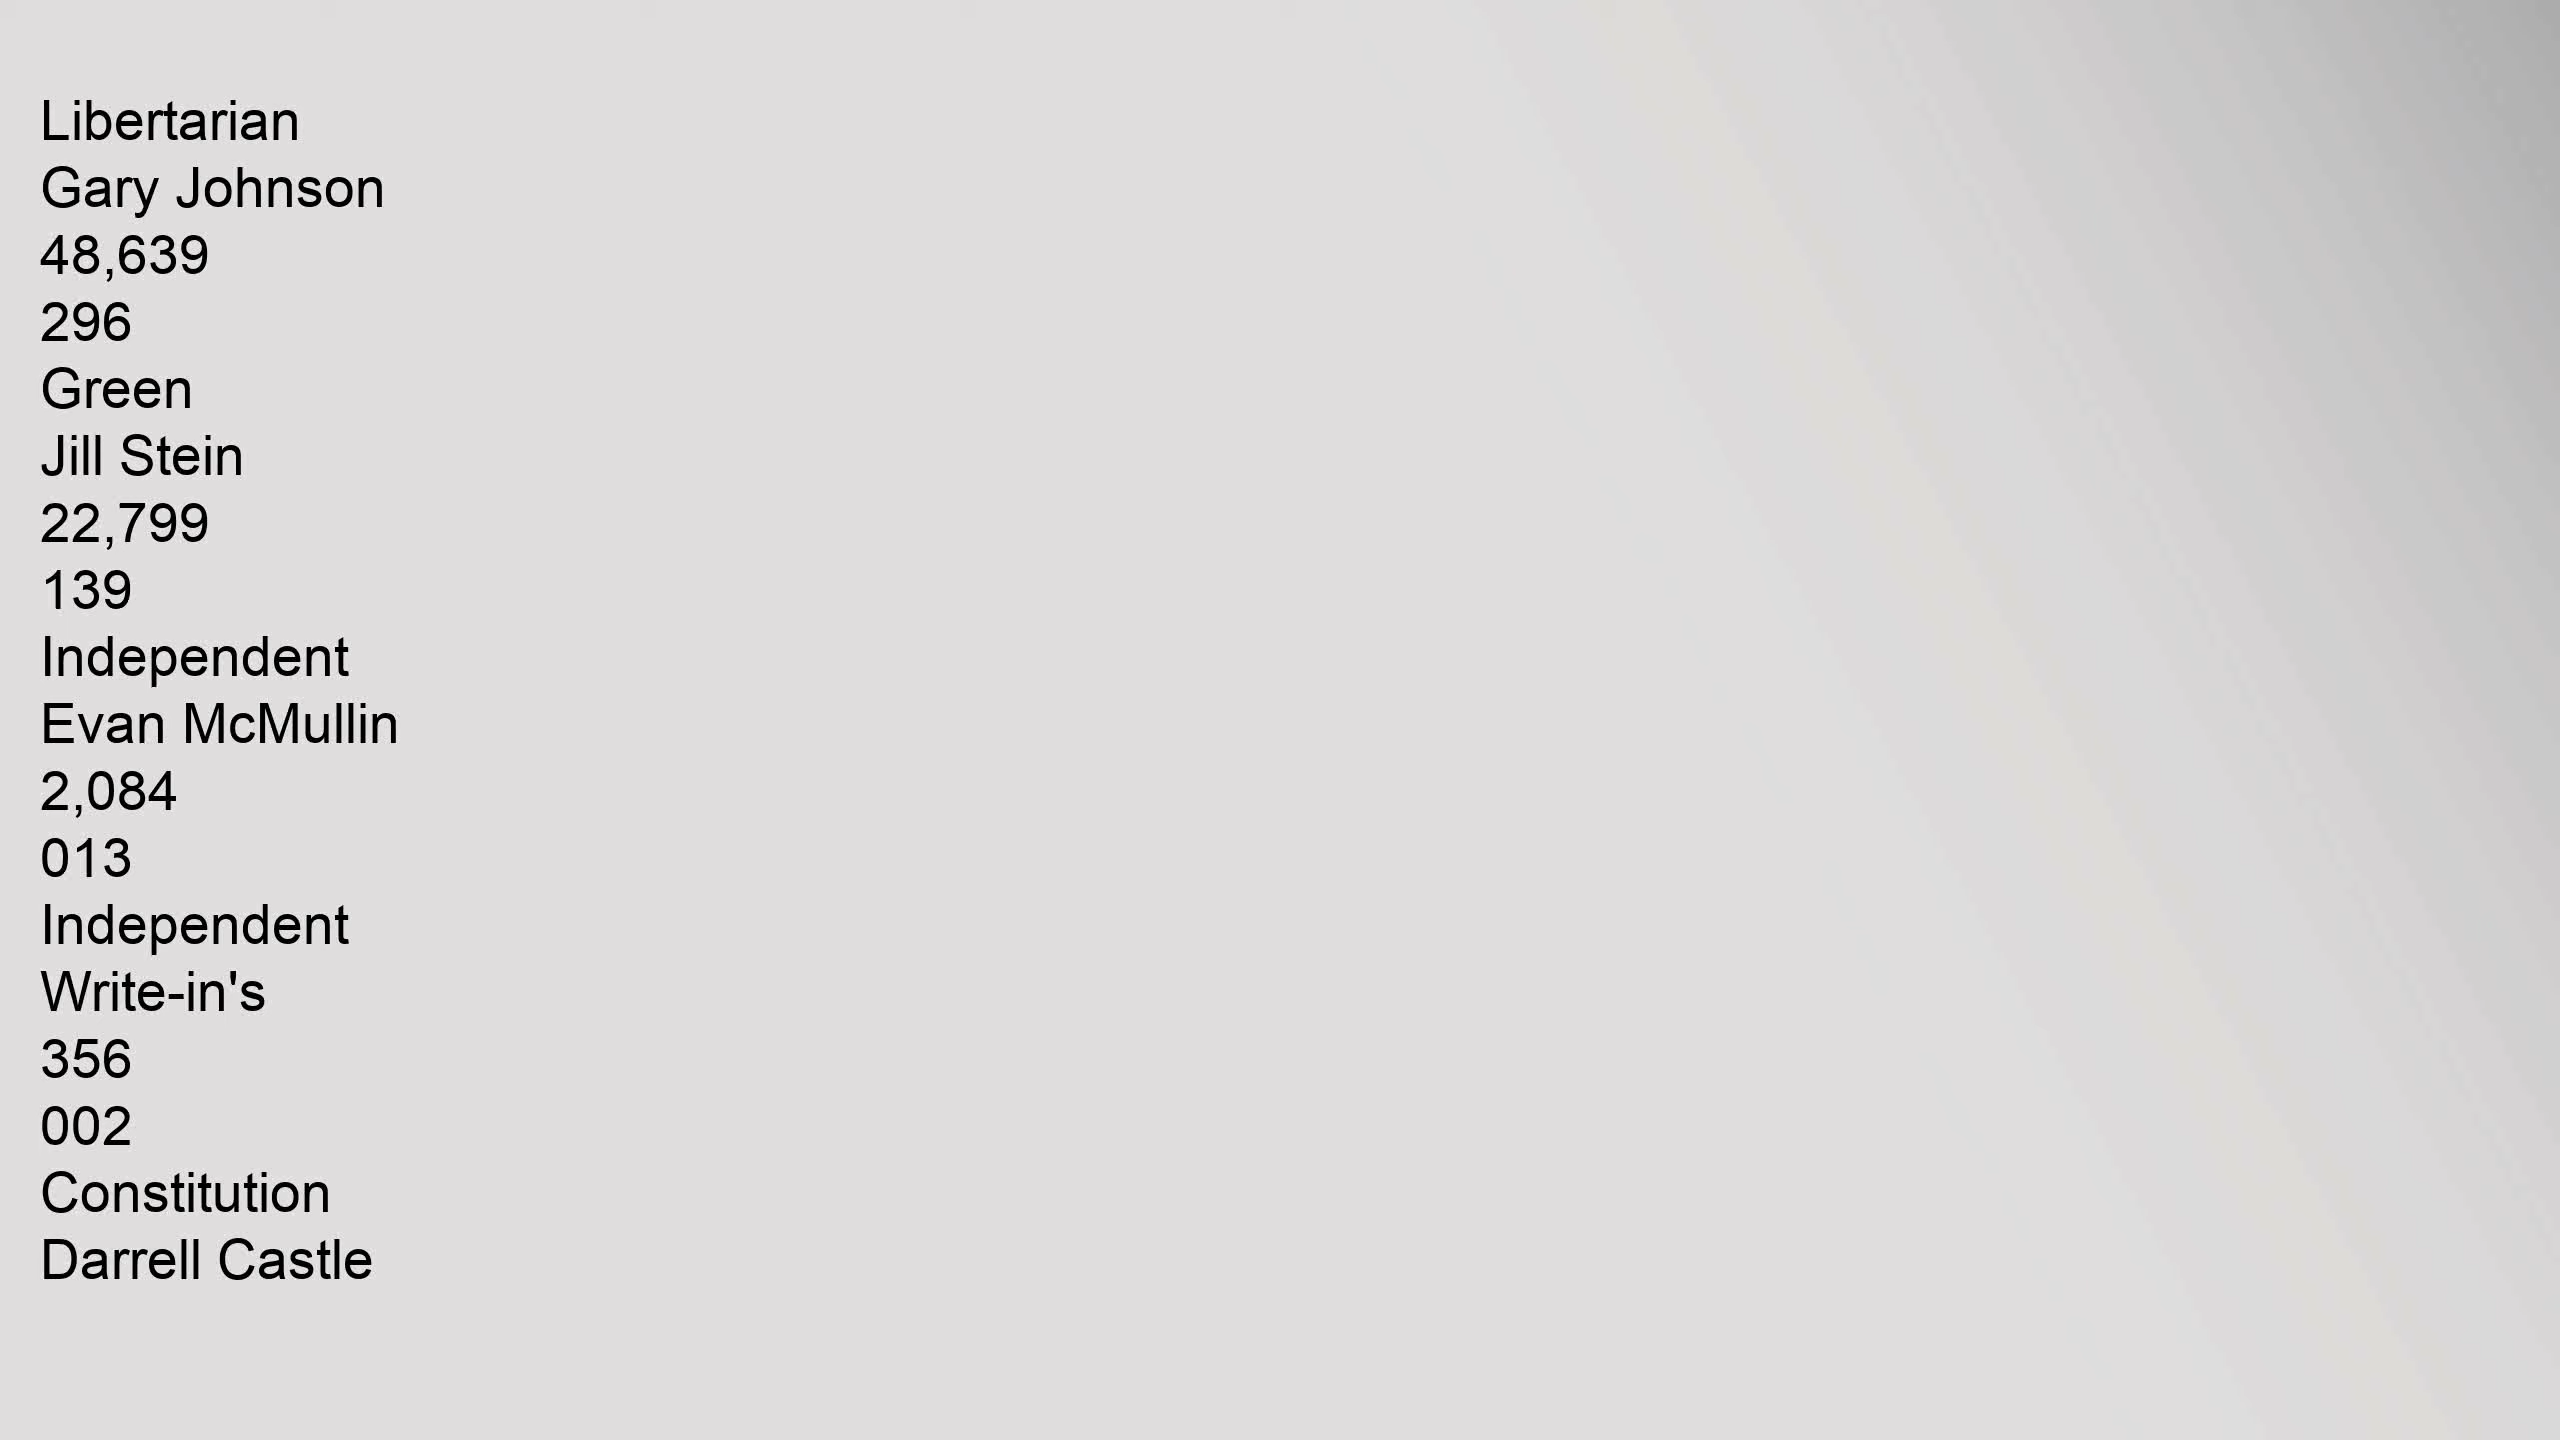 Libertarian
Gary Johnson
48,639
296
Green
Jill Stein
22,799
139
Independent
Evan McMullin
2,084
013
Independent
Write-in's
356
002
Constitution
Darrell Castle